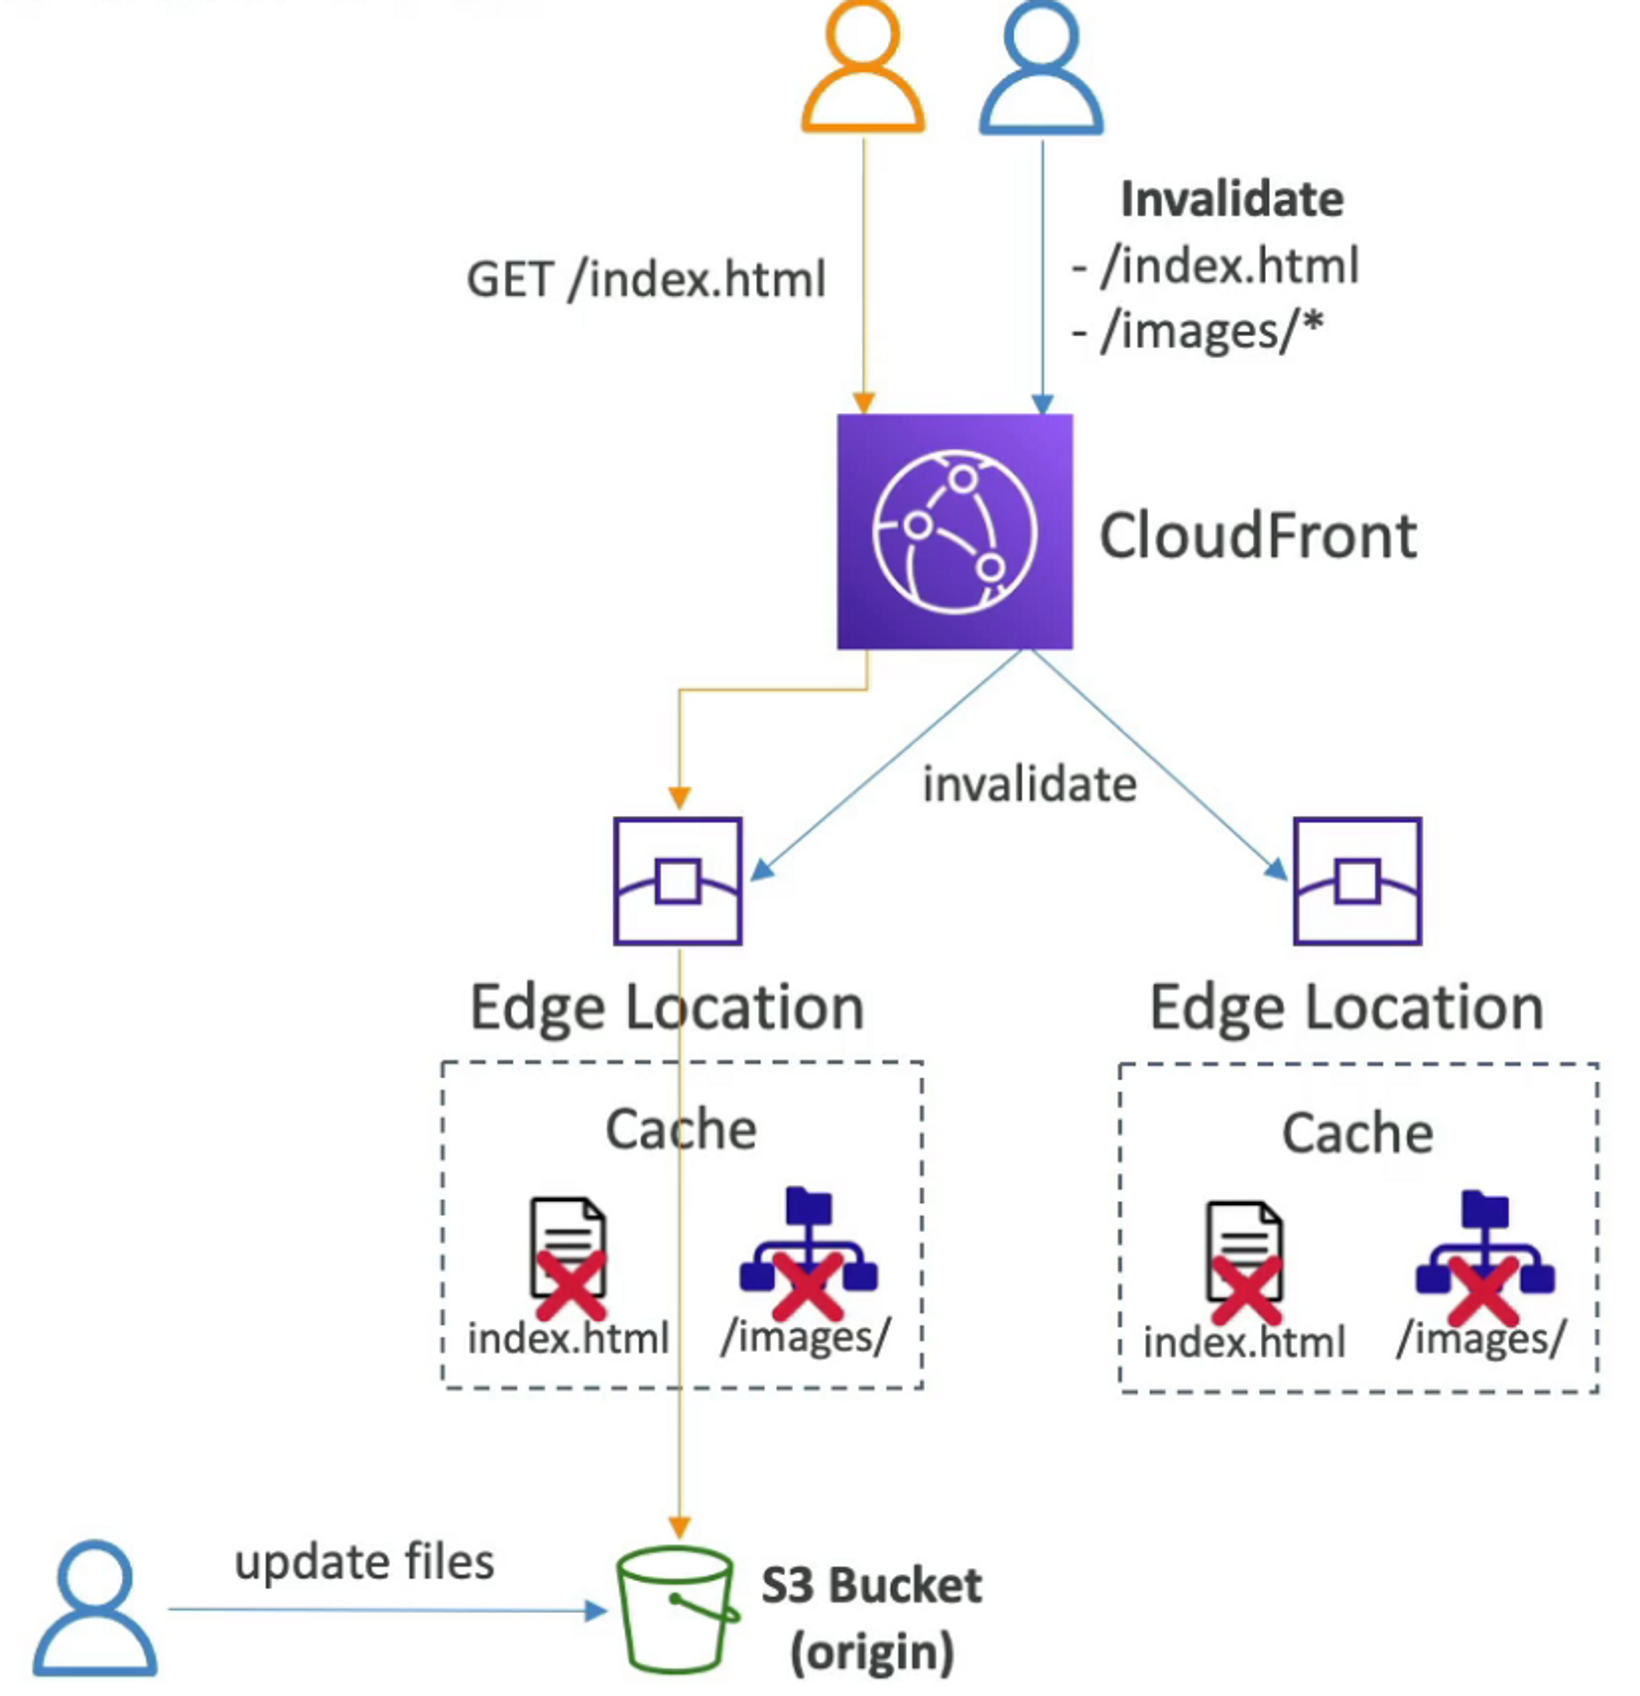 Invalidate
GET /index.html
- /index.html
- /images/*
CloudFront
invalidate
Edge Location
Edge Location
Cache
Cache
index.html
/images/
index.html
/images/
update files
S3 Bucket
(origin)